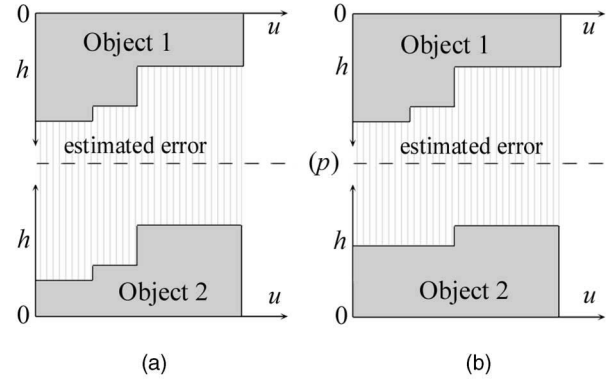 0
Object 1
u
h
estimated error
h
Object 2
0
u
(a)
0
Object 1
u
h
estimated error
(p)
h
Object 2
0
u
(b)